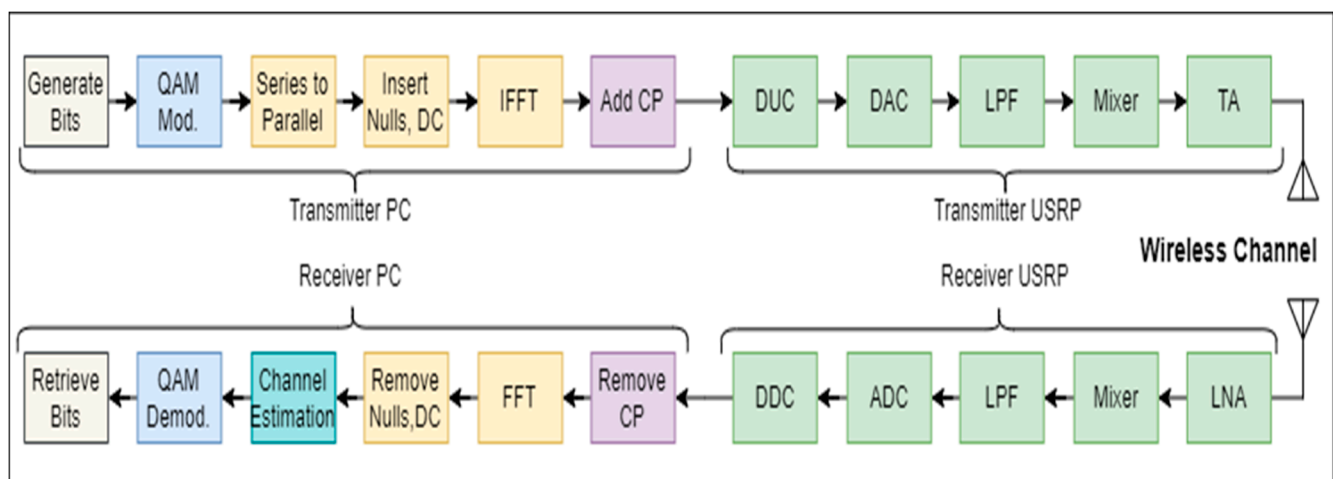 Generate
Bits
QAM
Mod.
Series to
Parallel
Insert
Nulls, DC
IFFT
Add CP
DUC
DAC
LPF
Mixer
TA
Transmitter PC
Transmitter USRP
Wireless Channel
Receiver PC
Receiver USRP
Retrieve
Bits
QAM
Demod.
Channel
Estimation
Remove
Nulls,DC
FFT
Remove
CP
DDC
ADC
LPF
Mixer
LNA